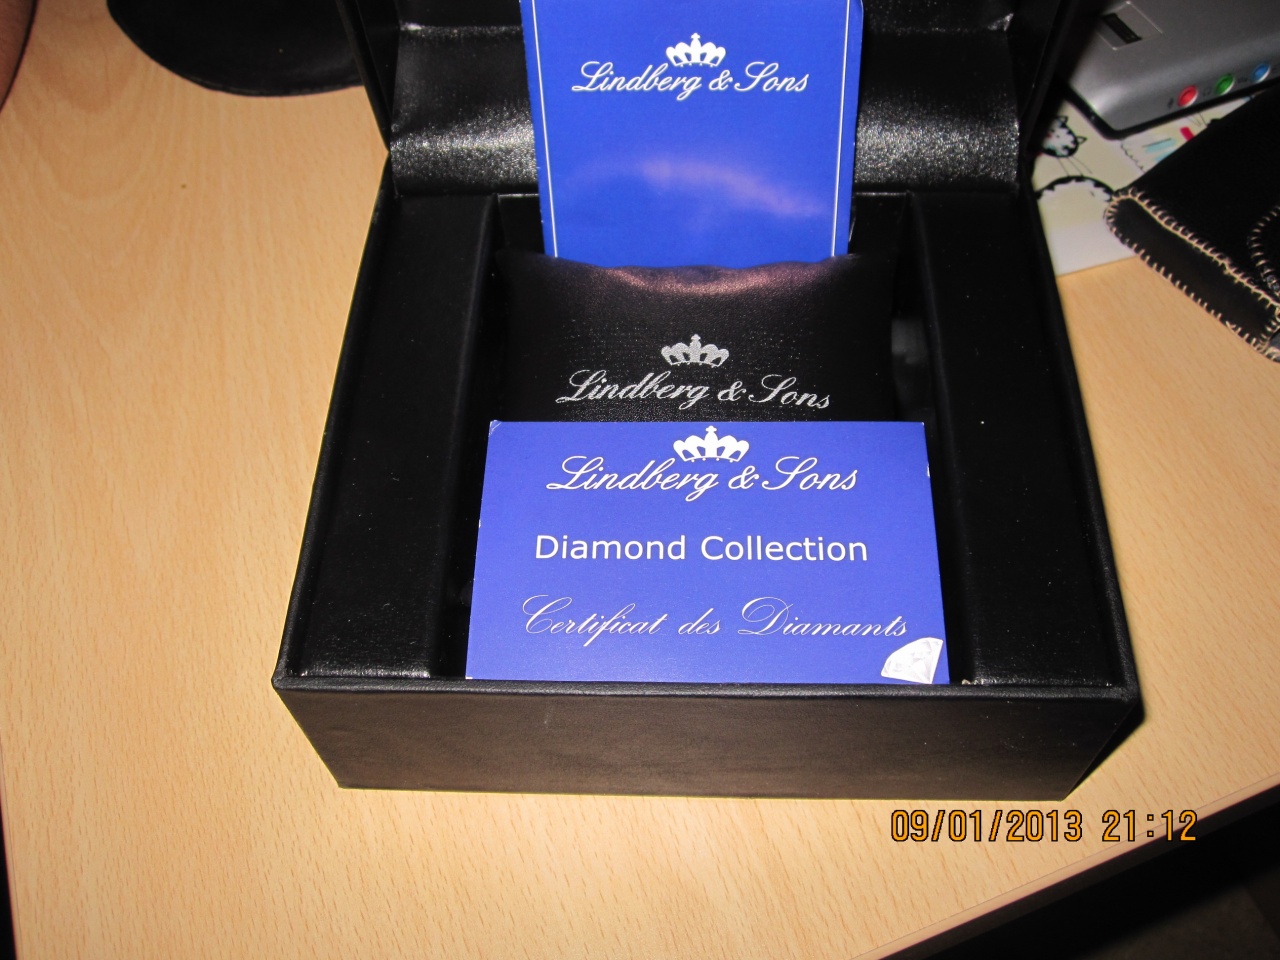 Lindberg & Sons
Lindberg & Sons
Lindberg & Sons
Diamond Collection
Certificat des Diamants
09/01/2013 21:12